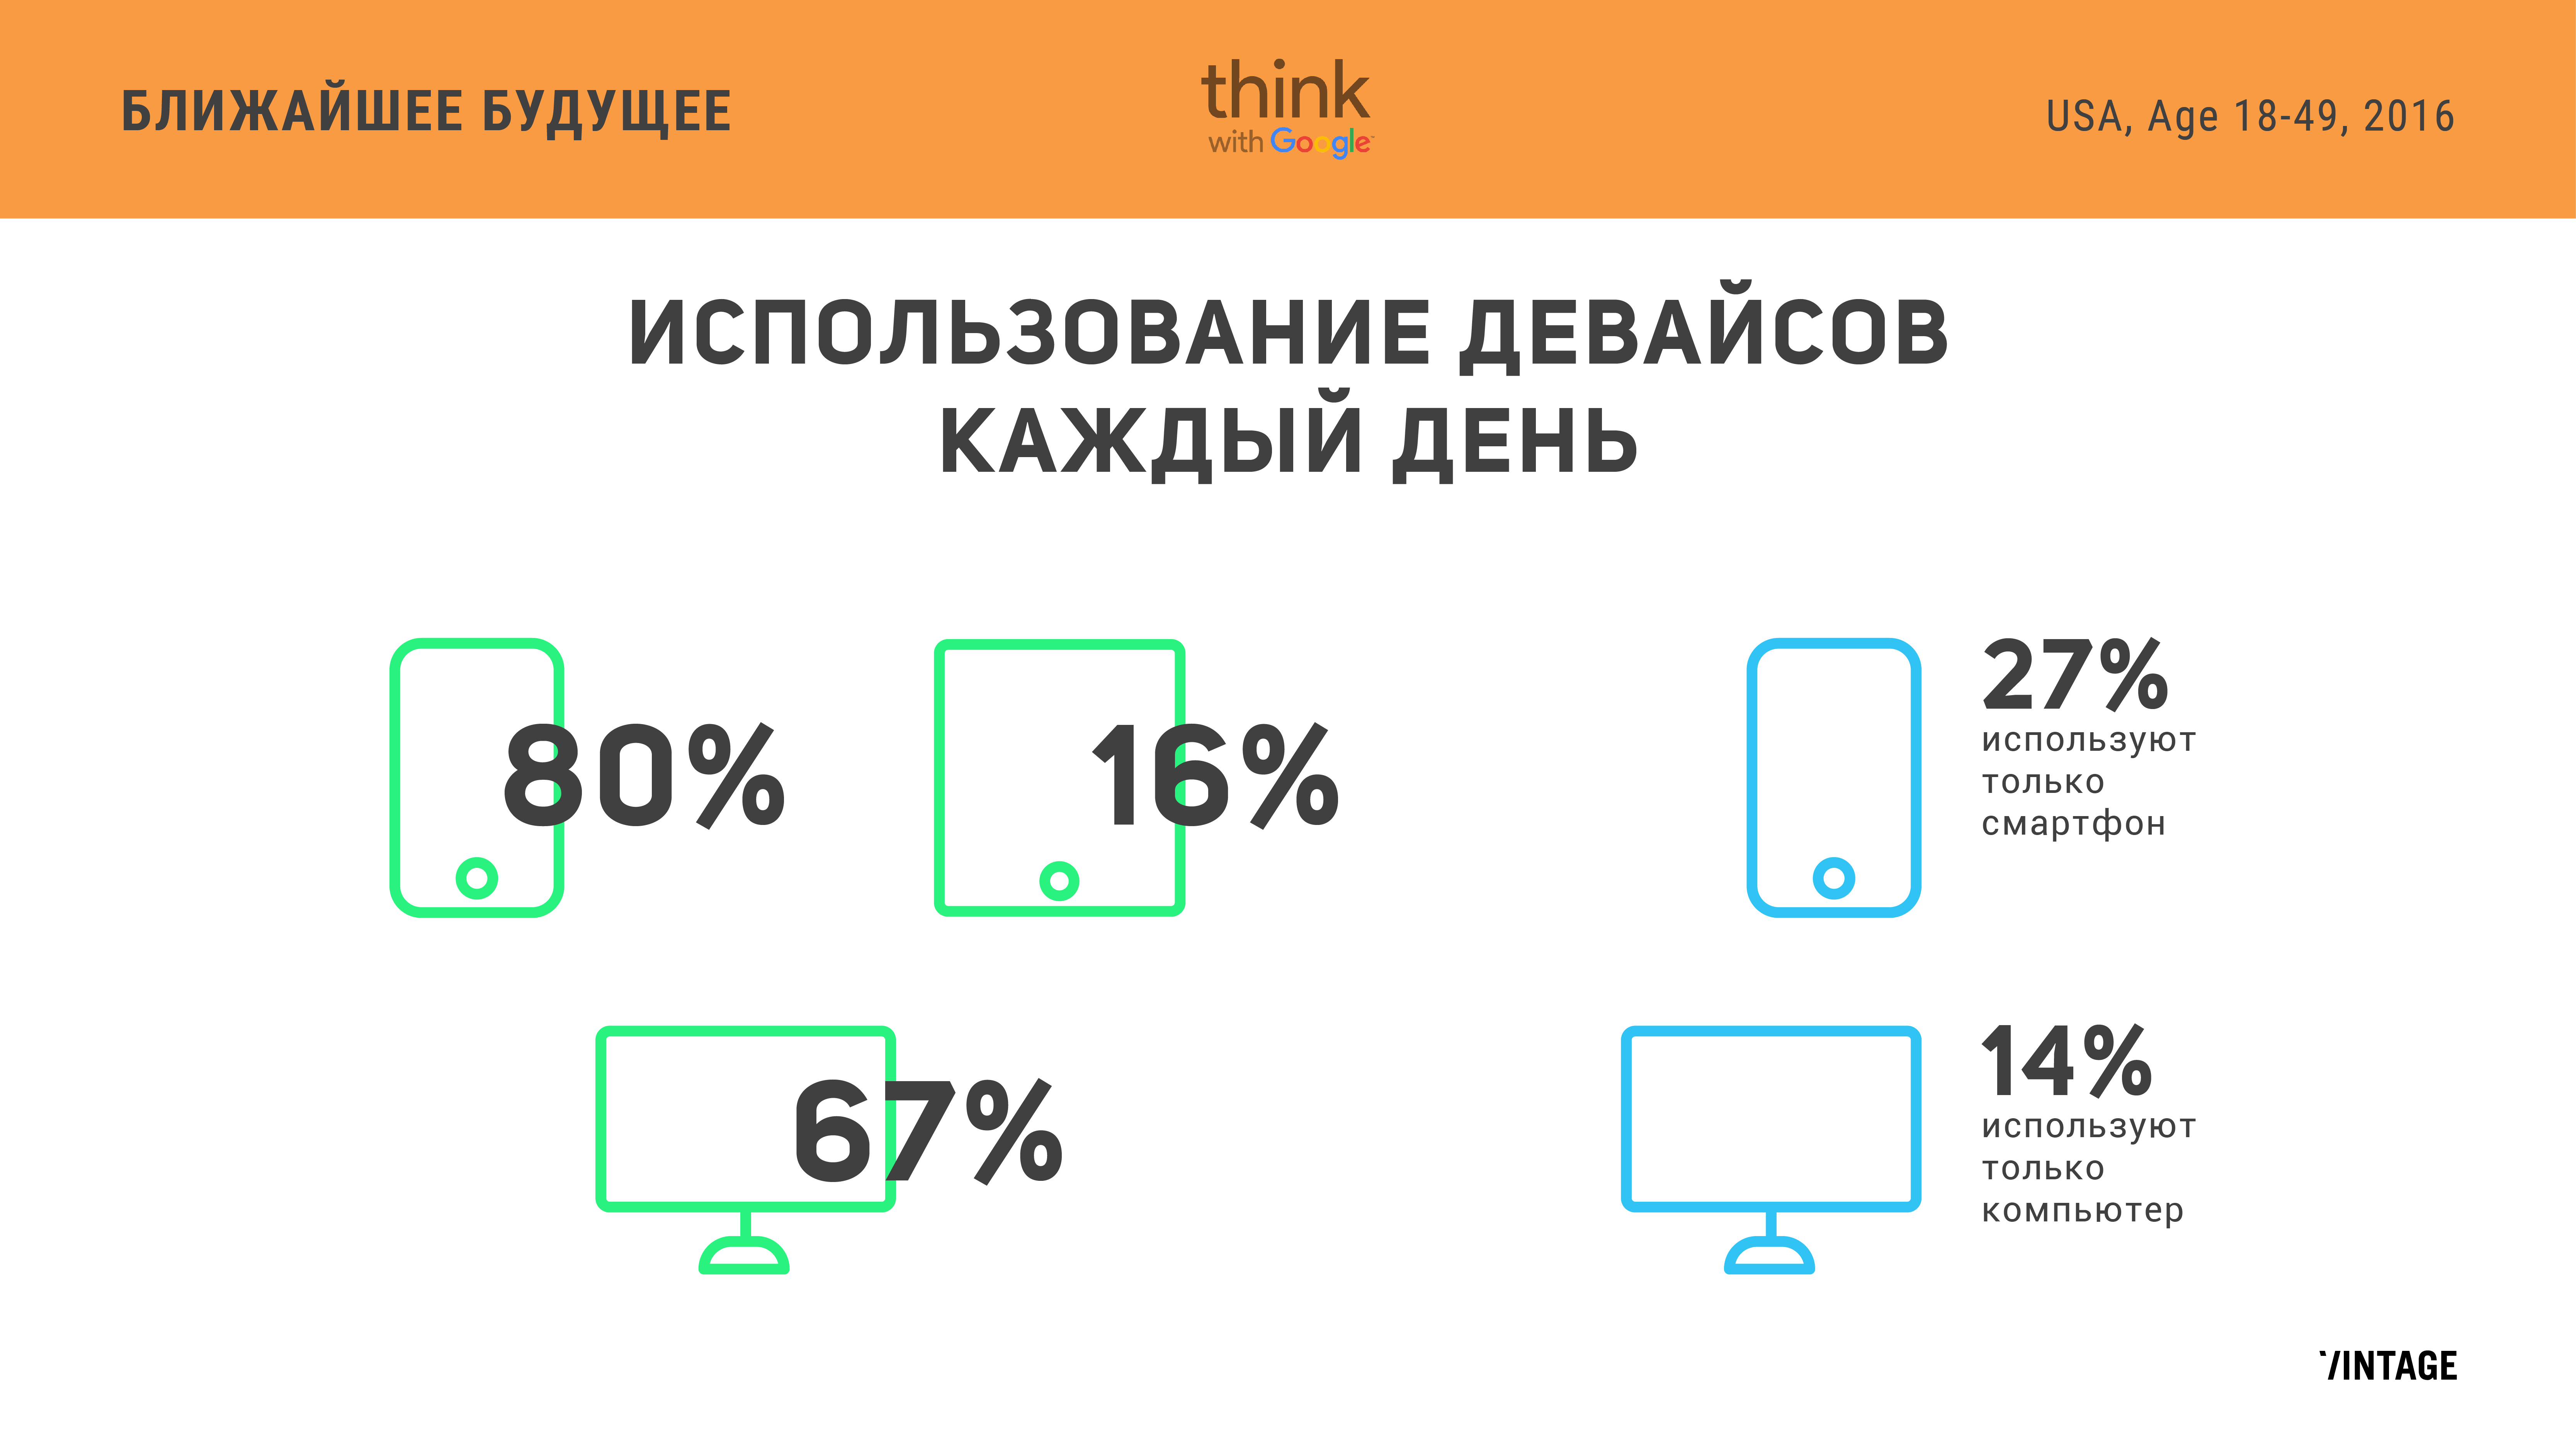 БЛИЖАЙШЕЕ БУДУЩЕЕ
think
with Google
USA, Age 18-49, 2016
ИСПОЛЬЗОВАНИЕ ДЕВАЙСОВ
КАЖДЫЙ ДЕНЬ
80%
16%
67%
27%
используют
только
смартфон
14%
используют
только
компьютер
VINTAGE